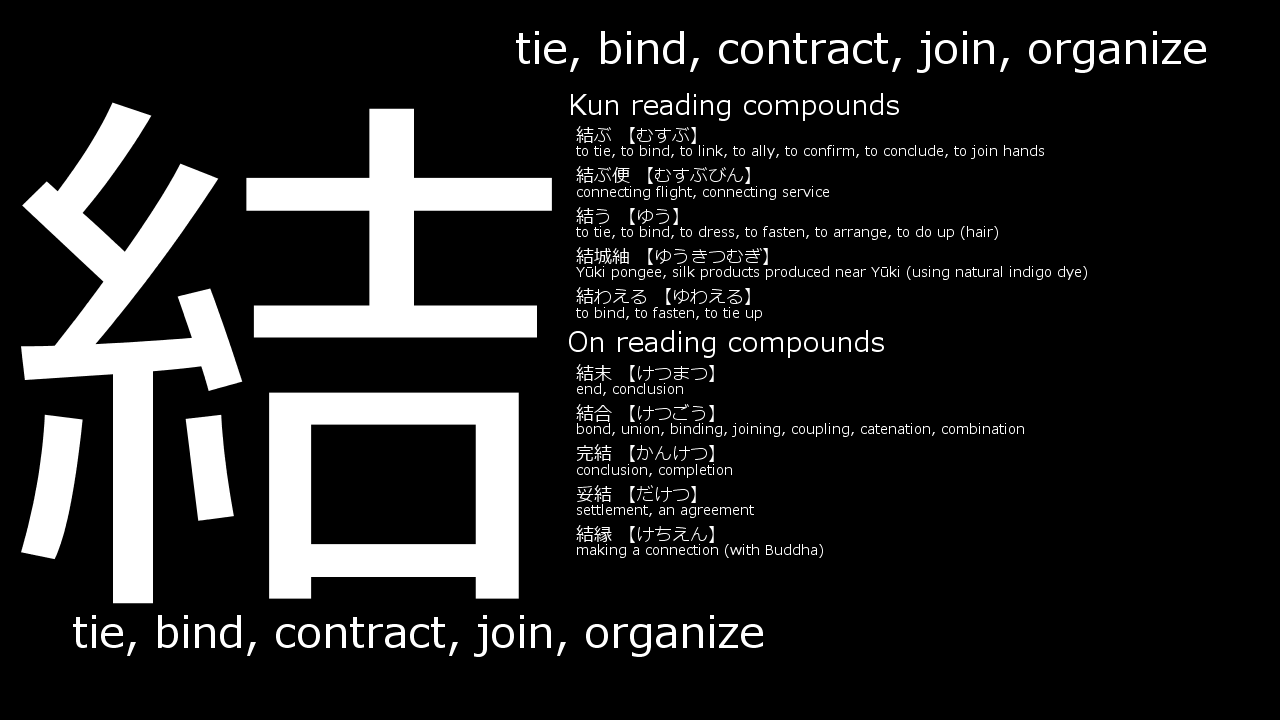 tie, bind, contract, join, organize
結
Kun reading compounds
結ぶ 【むすぶ】
to tie, to bind, to link, to ally, to confirm, to conclude, to join hands
結ぶ便 【むすぶびん】
connecting flight, connecting service
結う 【ゆう】
to tie, to bind, to dress, to fasten, to arrange, to do up (hair)
結城紬 【ゆうきつむぎ】
Yūki pongee, silk products produced near Yūki (using natural indigo dye)
結わえる 【ゆわえる】
to bind, to fasten, to tie up
On reading compounds
結末 【けつまつ】
end, conclusion
結合 【けつごう】
bond, union, binding, joining, coupling, catenation, combination
完結 【かんけつ】
conclusion, completion
妥結 【だけつ】
settlement, an agreement
結縁 【けちえん】
making a connection (with Buddha)
tie, bind, contract, join, organize